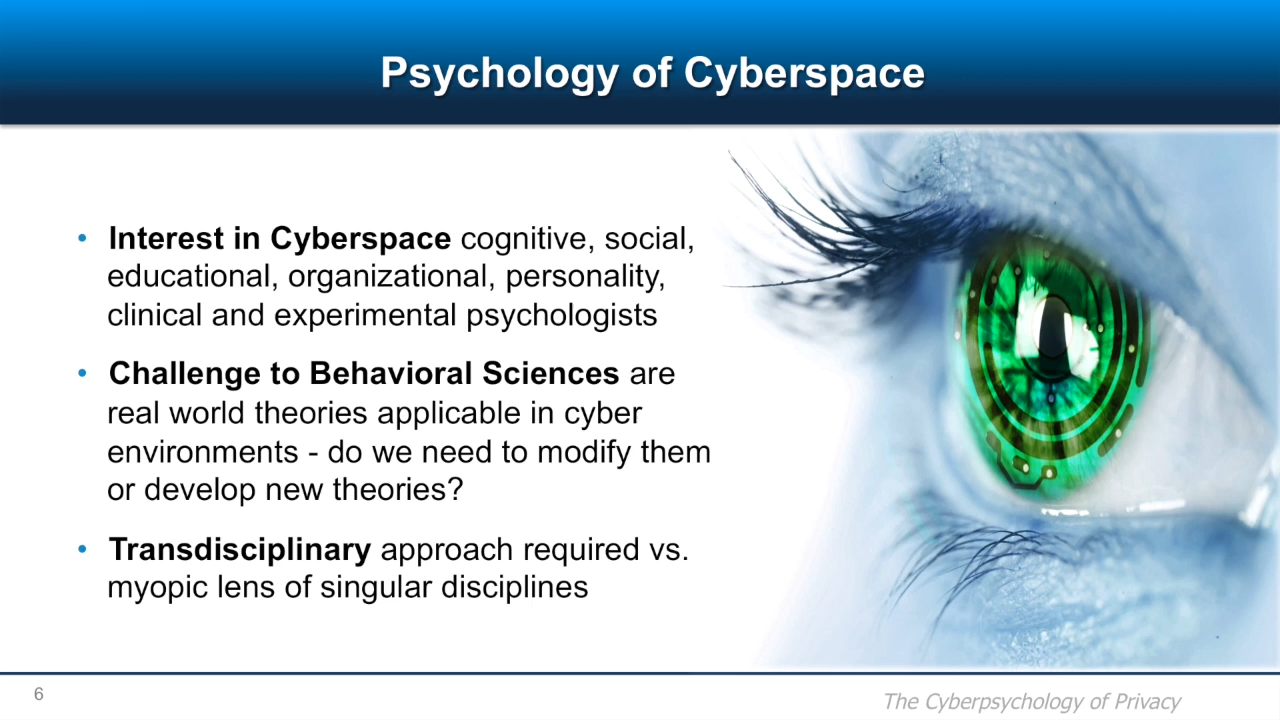 Psychology of Cyberspace
• Interest in Cyberspace cognitive, social,
educational, organizational, personality,
clinical and experimental psychologists
• Challenge to Behavioral Sciences are
real world theories applicable in cyber
environments - do we need to modify them
or develop new theories?
• Transdisciplinary approach required vs.
myopic lens of singular disciplines
6
The Cyberpsychology of Privacy